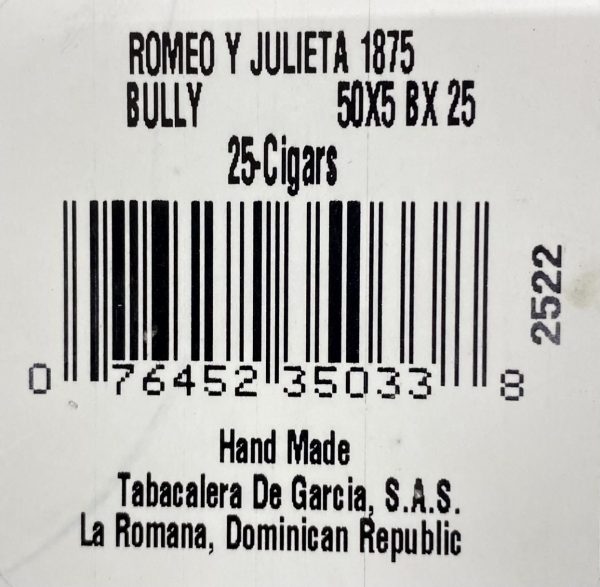 ROMEO Y JULIETA 1875
BULLY 50X5 BX 25
25-Cigars
2522
0 76452 35033 8
Hand Made
Tabacalera De Garcia, S.A.S.
La Romana, Dominican Republic